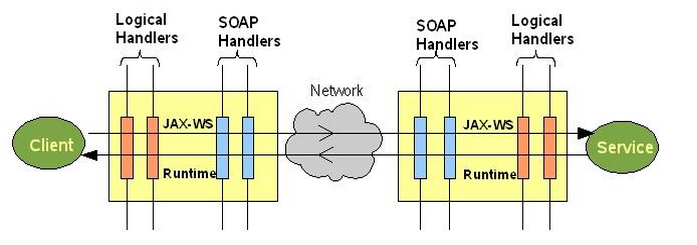 Logical
Handlers
SOAP
Handlers
SOAP
Handlers
Logical
Handlers
Network
Client
JAX-WS
Runtime
JAX-WS
Runtime
Service